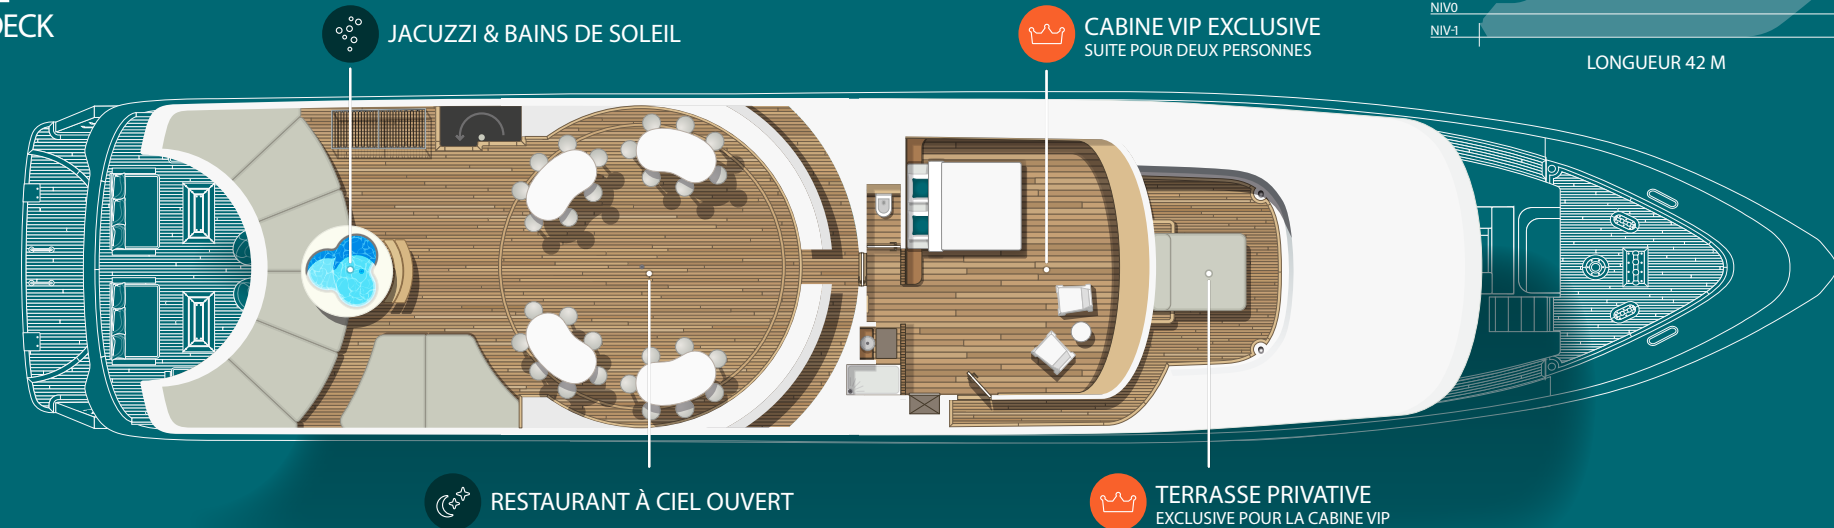 DECK
JACUZZI & BAINS DE SOLEIL
CABINE VIP EXCLUSIVE
SUITE POUR DEUX PERSONNES
NIV0
NIV-1
LONGUEUR 42 M
RESTAURANT À CIEL OUVERT
TERRASSE PRIVATIVE
EXCLUSIVE POUR LA CABINE VIP